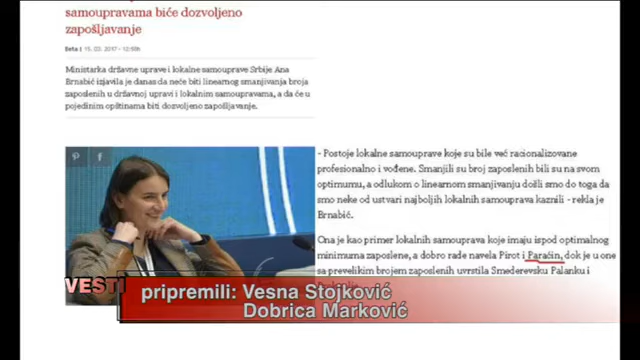 samoupravama biće dozvoljeno
zapošljavanje
Beta | 15. 03. 2017 - 12:50h
Ministarka državne uprave i lokalne samouprave Srbije Ana
Brnabić izjavila je danas da neće biti linearnog smanjivanja broja
zaposlenih u državnoj upravi i lokalnim samoupravama, a da će u
pojedinim opštinama biti dozvoljeno zapošljavanje.
- Postoje lokalne samouprave koje su bile već racionalizovane
profesionalno i vođene. Smanjili su broj zaposlenih bili su na svom
optimumu, a odlukom o linearnom smanjivanju došli smo do toga da
smo neke od ustvari najboljih lokalnih samouprava kaznili - rekla je
Brnabić.
Ona je kao primer lokalnih samouprava koje imaju ispod optimalnog
minimuma zaposlene, a dobro rade navela Pirot i Paraćin, dok je u one
sa prevelikim brojem zaposlenih uvrstila Smederevsku Palanku i
VESTI
pripremili: Vesna Stojković
Dobrica Marković